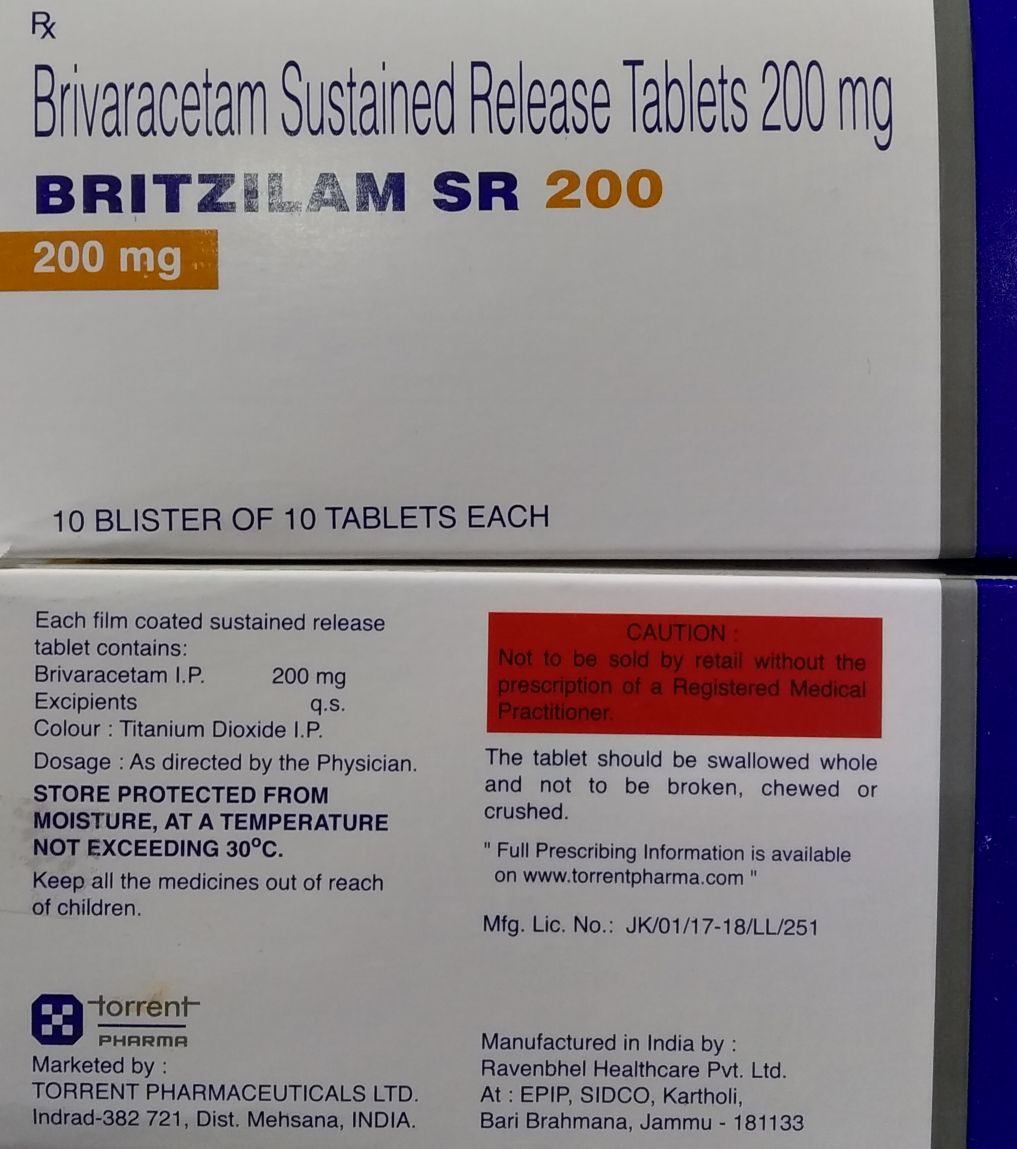 Rx
Brivaracetam Sustained Release Tablets 200 mg
BRITZILAM SR 200
200 mg
10 BLISTER OF 10 TABLETS EACH
Each film coated sustained release
tablet contains:
Brivaracetam I.P. 200 mg
Excipients q.s.
Colour : Titanium Dioxide I.P.
Dosage : As directed by the Physician.
STORE PROTECTED FROM
MOISTURE, AT A TEMPERATURE
NOT EXCEEDING 30°C.
Keep all the medicines out of reach
of children.
torrent
PHARMA
Marketed by :
TORRENT PHARMACEUTICALS LTD.
Indrad-382 721, Dist. Mehsana, INDIA.
CAUTION :
Not to be sold by retail without the
prescription of a Registered Medical
Practitioner.
The tablet should be swallowed whole
and not to be broken, chewed or
crushed.
" Full Prescribing Information is available
on www.torrentpharma.com "
Mfg. Lic. No.: JK/01/17-18/LL/251
Manufactured in India by :
Ravenbhel Healthcare Pvt. Ltd.
At : EPIP, SIDCO, Kartholi,
Bari Brahmana, Jammu - 181133